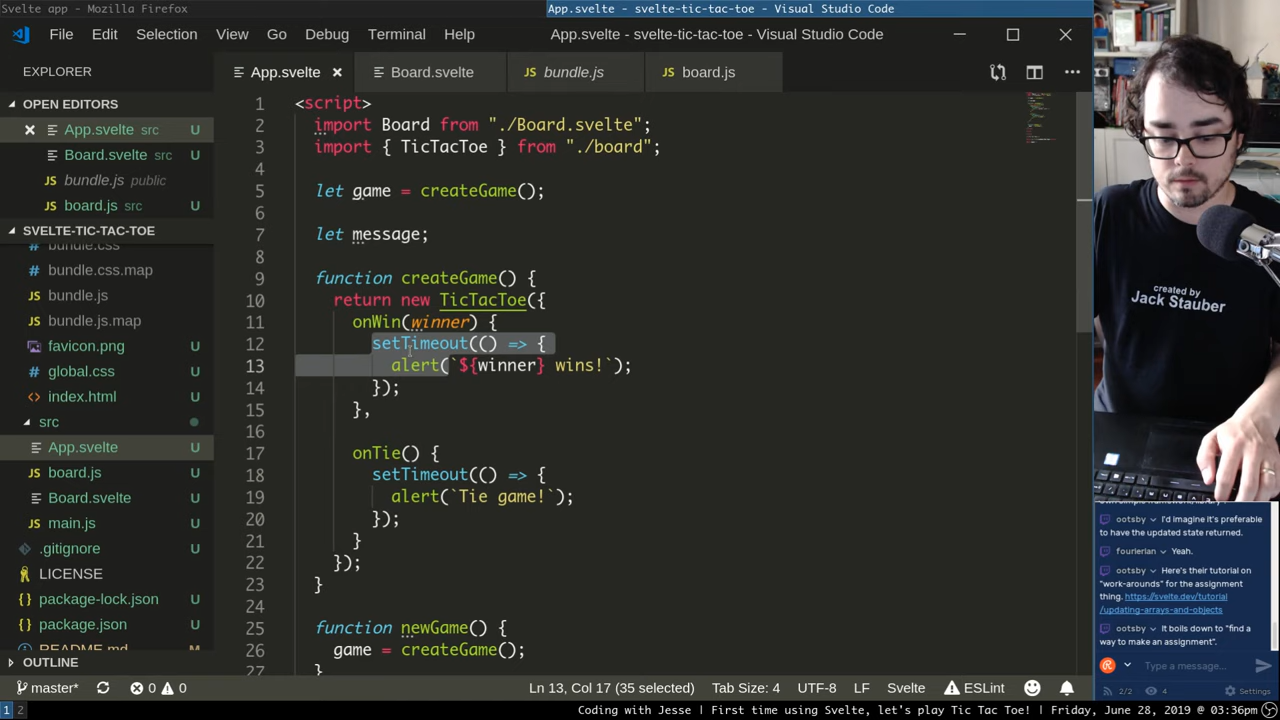 Svelte app - Mozilla Firefox
App.svelte - svelte-tic-tac-toe - Visual Studio Code
File Edit Selection View Go Debug Terminal Help
App.svelte - svelte-tic-tac-toe - Visual Studio Code
EXPLORER
App.svelte
Board.svelte
bundle.js
board.js
OPEN EDITORS
App.svelte src U
Board.svelte src U
bundle.js public
board.js src U
SVELTE-TIC-TAC-TOE
bundle.css U
bundle.css.map U
bundle.js U
bundle.js.map U
favicon.png U
global.css U
index.html U
src
App.svelte U
board.js U
Board.svelte U
main.js U
.gitignore U
LICENSE U
package-lock.json U
package.json U
README.md
OUTLINE
1 <script>
2 import Board from "./Board.svelte";
3 import { TicTacToe } from "./board";
4
5 let game = createGame();
6
7 let message;
8
9 function createGame() {
10 return new TicTacToe({
11 onWin(winner) {
12 setTimeout(() => {
13 alert(`${winner} wins!`);
14 });
15 },
16
17 onTie() {
18 setTimeout(() => {
19 alert(`Tie game!`);
20 });
21 }
22 });
23 }
24
25 function newGame() {
26 game = createGame();
27 }
master* 0 0
Ln 13, Col 17 (35 selected) Tab Size: 4 UTF-8 LF Svelte ESLint
created by
Jack Stauber
ootsby I'd imagine it's preferable
to have the updated state returned.
fourierian Yeah.
ootsby Here's their tutorial on
"work-arounds" for the assignment
thing. https://svelte.dev/tutorial
/updating-arrays-and-objects
ootsby It boils down to "find a
way to make an assignment".
Type a message...
2/2 4 Settings
1 2
Coding with Jesse | First time using Svelte, let's play Tic Tac Toe! | Friday, June 28, 2019 @ 03:36pm